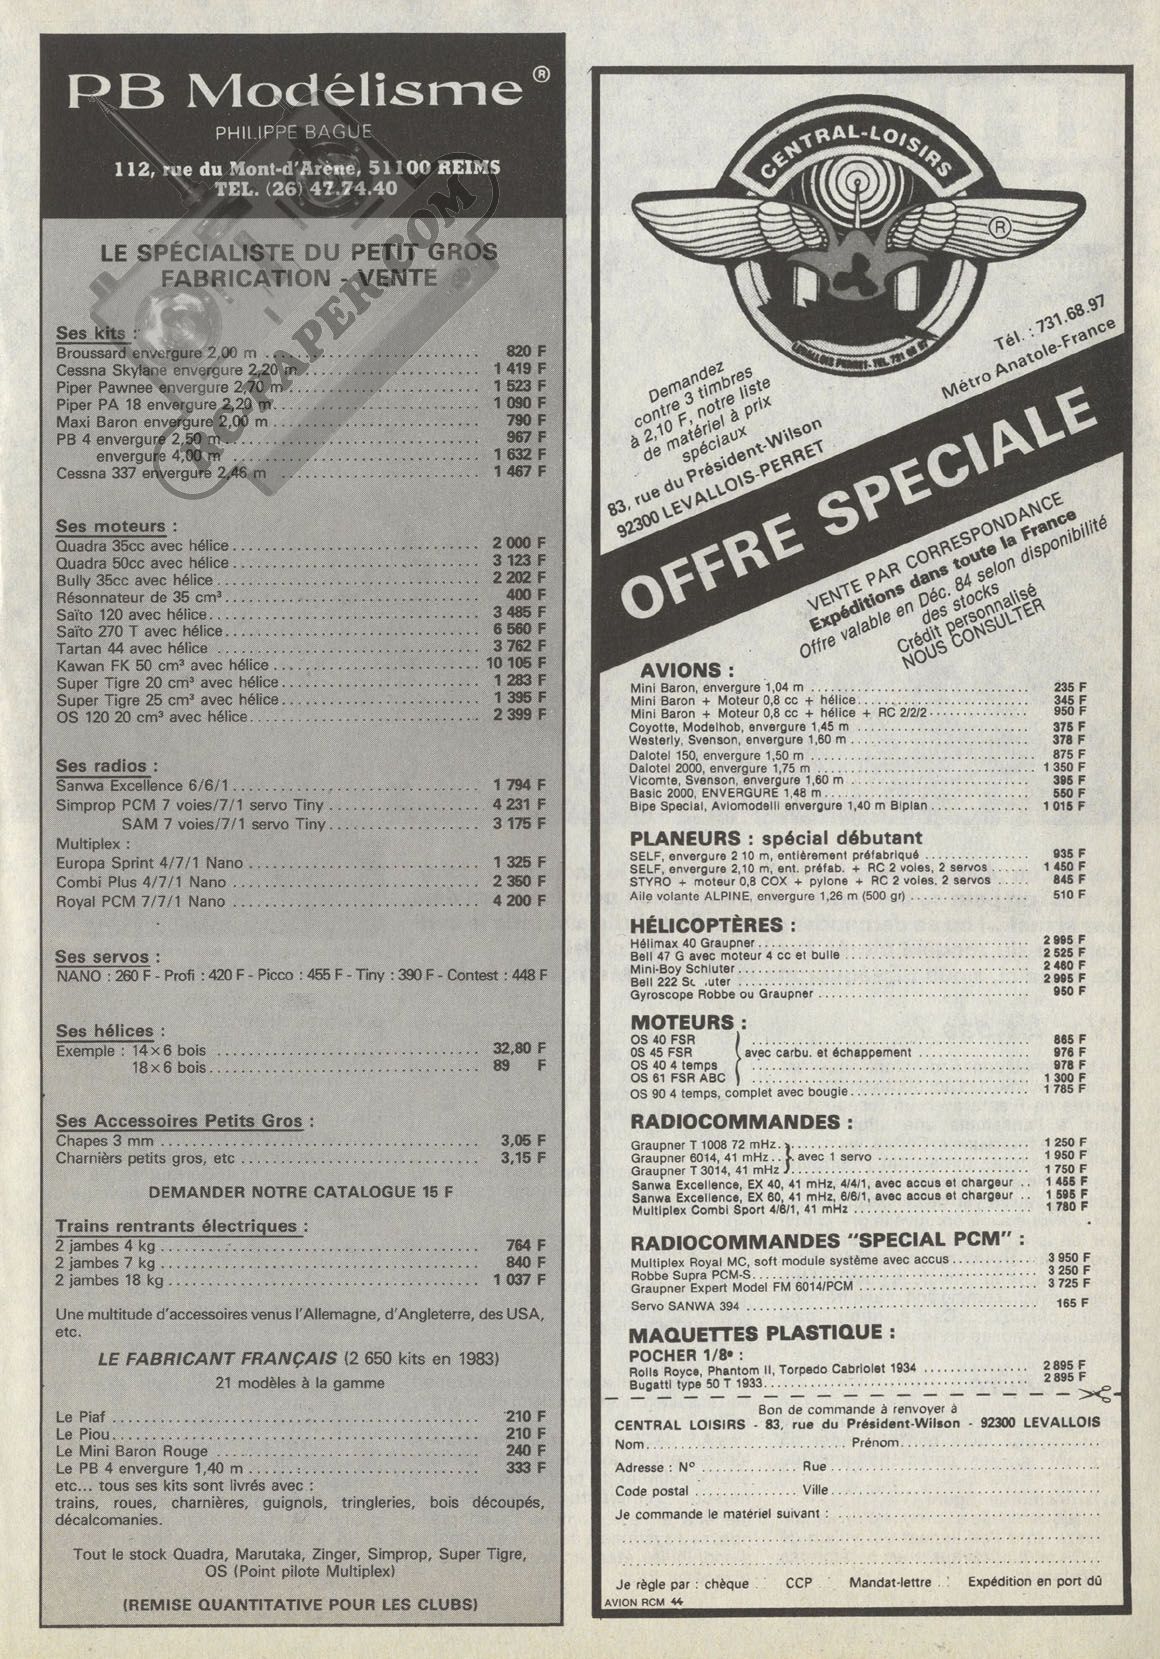 PB Modélisme ®
PHILIPPE BAGUE
112, rue du Mont-d'Arène, 51100 REIMS
TEL. (26) 47.74.40
LE SPÉCIALISTE DU PETIT GROS
FABRICATION - VENTE
Ses kits :
Broussard envergure 2,00 m ........ 820 F
Cessna Skylane envergure 2,20 m ........ 1 419 F
Piper Pawnee envergure 2,70 m ........ 1 523 F
Piper PA 18 envergure 2,20 m ........ 1 090 F
Maxi Baron envergure 2,00 m ........ 790 F
PB 4 envergure 2,50 m ........ 967 F
envergure 4,00 m ........ 1 632 F
Cessna 337 envergure 2,46 m ........ 1 467 F
Ses moteurs :
Quadra 35cc avec hélice ........ 2 000 F
Quadra 50cc avec hélice ........ 3 123 F
Bully 35cc avec hélice ........ 2 202 F
Résonnateur de 35 cm³ ........ 400 F
Saïto 120 avec hélice ........ 3 485 F
Saïto 270 T avec hélice ........ 6 560 F
Tartan 44 avec hélice ........ 3 762 F
Kawan FK 50 cm³ avec hélice ........ 10 105 F
Super Tigre 20 cm³ avec hélice ........ 1 283 F
Super Tigre 25 cm³ avec hélice ........ 1 395 F
OS 120 20 cm³ avec hélice ........ 2 399 F
Ses radios :
Sanwa Excellence 6/6/1 ........ 1 794 F
Simprop PCM 7 voies/7/1 servo Tiny ........ 4 231 F
SAM 7 voies/7/1 servo Tiny ........ 3 175 F
Multiplex :
Europa Sprint 4/7/1 Nano ........ 1 325 F
Combi Plus 4/7/1 Nano ........ 2 350 F
Royal PCM 7/7/1 Nano ........ 4 200 F
Ses servos :
NANO : 260 F - Profi : 420 F - Picco : 455 F - Tiny : 390 F - Contest : 448 F
Ses hélices :
Exemple : 14×6 bois ........ 32,80 F
18×6 bois ........ 89 F
Ses Accessoires Petits Gros :
Chapes 3 mm ........ 3,05 F
Charnièrs petits gros, etc ........ 3,15 F
DEMANDER NOTRE CATALOGUE 15 F
Trains rentrants électriques :
2 jambes 4 kg ........ 764 F
2 jambes 7 kg ........ 840 F
2 jambes 18 kg ........ 1 037 F
Une multitude d'accessoires venus l'Allemagne, d'Angleterre, des USA,
etc.
LE FABRICANT FRANÇAIS (2 650 kits en 1983)
21 modèles à la gamme
Le Piaf ........ 210 F
Le Piou ........ 210 F
Le Mini Baron Rouge ........ 240 F
Le PB 4 envergure 1,40 m ........ 333 F
etc... tous ses kits sont livrés avec :
trains, roues, charnières, guignols, tringleries, bois découpés,
décalcomanies.
Tout le stock Quadra, Marutaka, Zinger, Simprop, Super Tigre,
OS (Point pilote Multiplex)
(REMISE QUANTITATIVE POUR LES CLUBS)
CENTRAL-LOISIRS
®
LEVALLOIS PERRET - TEL. 731 68 97
Tél. : 731.68.97
Métro Anatole-France
Demandez
contre 3 timbres
à 2,10 F, notre liste
de matériel à prix
spéciaux
83, rue du Président-Wilson
92300 LEVALLOIS-PERRET
OFFRE SPECIALE
VENTE PAR CORRESPONDANCE
Expéditions dans toute la France
Offre valable en Déc. 84 selon disponibilité
des stocks
Crédit personnalisé
NOUS CONSULTER
AVIONS :
Mini Baron, envergure 1,04 m ........ 235 F
Mini Baron + Moteur 0,8 cc + hélice ........ 345 F
Mini Baron + Moteur 0,8 cc + hélice + RC 2/2/2 ........ 950 F
Coyotte, Modelhob, envergure 1,45 m ........ 375 F
Westerly, Svenson, envergure 1,60 m ........ 378 F
Dalotel 150, envergure 1,50 m ........ 875 F
Dalotel 2000, envergure 1,75 m ........ 1 350 F
Vicomte, Svenson, envergure 1,60 m ........ 395 F
Basic 2000, ENVERGURE 1,48 m ........ 550 F
Bipe Special, Aviomodelli envergure 1,40 m Biplan ........ 1 015 F
PLANEURS : spécial débutant
SELF, envergure 2 10 m, entièrement préfabriqué ........ 935 F
SELF, envergure 2,10 m, ent. préfab. + RC 2 voies, 2 servos ........ 1 450 F
STYRO + moteur 0,8 COX + pylone + RC 2 voies, 2 servos ........ 845 F
Aile volante ALPINE, envergure 1,26 m (500 gr) ........ 510 F
HÉLICOPTÈRES :
Hélimax 40 Graupner ........ 2 995 F
Bell 47 G avec moteur 4 cc et bulle ........ 2 525 F
Mini-Boy Schluter ........ 2 460 F
Bell 222 Sc.uter ........ 2 995 F
Gyroscope Robbe ou Graupner ........ 950 F
MOTEURS :
OS 40 FSR ........ 865 F
OS 45 FSR avec carbu. et échappement ........ 976 F
OS 40 4 temps ........ 978 F
OS 61 FSR ABC ........ 1 300 F
OS 90 4 temps, complet avec bougie ........ 1 785 F
RADIOCOMMANDES :
Graupner T 1008 72 mHz ........ 1 250 F
Graupner 6014, 41 mHz .. avec 1 servo ........ 1 950 F
Graupner T 3014, 41 mHz ........ 1 750 F
Sanwa Excellence, EX 40, 41 mHz, 4/4/1, avec accus et chargeur .. 1 455 F
Sanwa Excellence, EX 60, 41 mHz, 6/6/1, avec accus et chargeur .. 1 595 F
Multiplex Combi Sport 4/6/1, 41 mHz ........ 1 780 F
RADIOCOMMANDES "SPECIAL PCM" :
Multiplex Royal MC, soft module système avec accus ........ 3 950 F
Robbe Supra PCM-S ........ 3 250 F
Graupner Expert Model FM 6014/PCM ........ 3 725 F
Servo SANWA 394 ........ 165 F
MAQUETTES PLASTIQUE :
POCHER 1/8e :
Rolls Royce, Phantom II, Torpedo Cabriolet 1934 ........ 2 895 F
Bugatti type 50 T 1933 ........ 2 895 F
Bon de commande à renvoyer à
CENTRAL LOISIRS - 83, rue du Président-Wilson - 92300 LEVALLOIS
Nom ........ Prénom ........
Adresse : N° ........ Rue ........
Code postal ........ Ville ........
Je commande le matériel suivant : ........
Je règle par : chèque CCP Mandat-lettre Expédition en port dû
AVION RCM 44